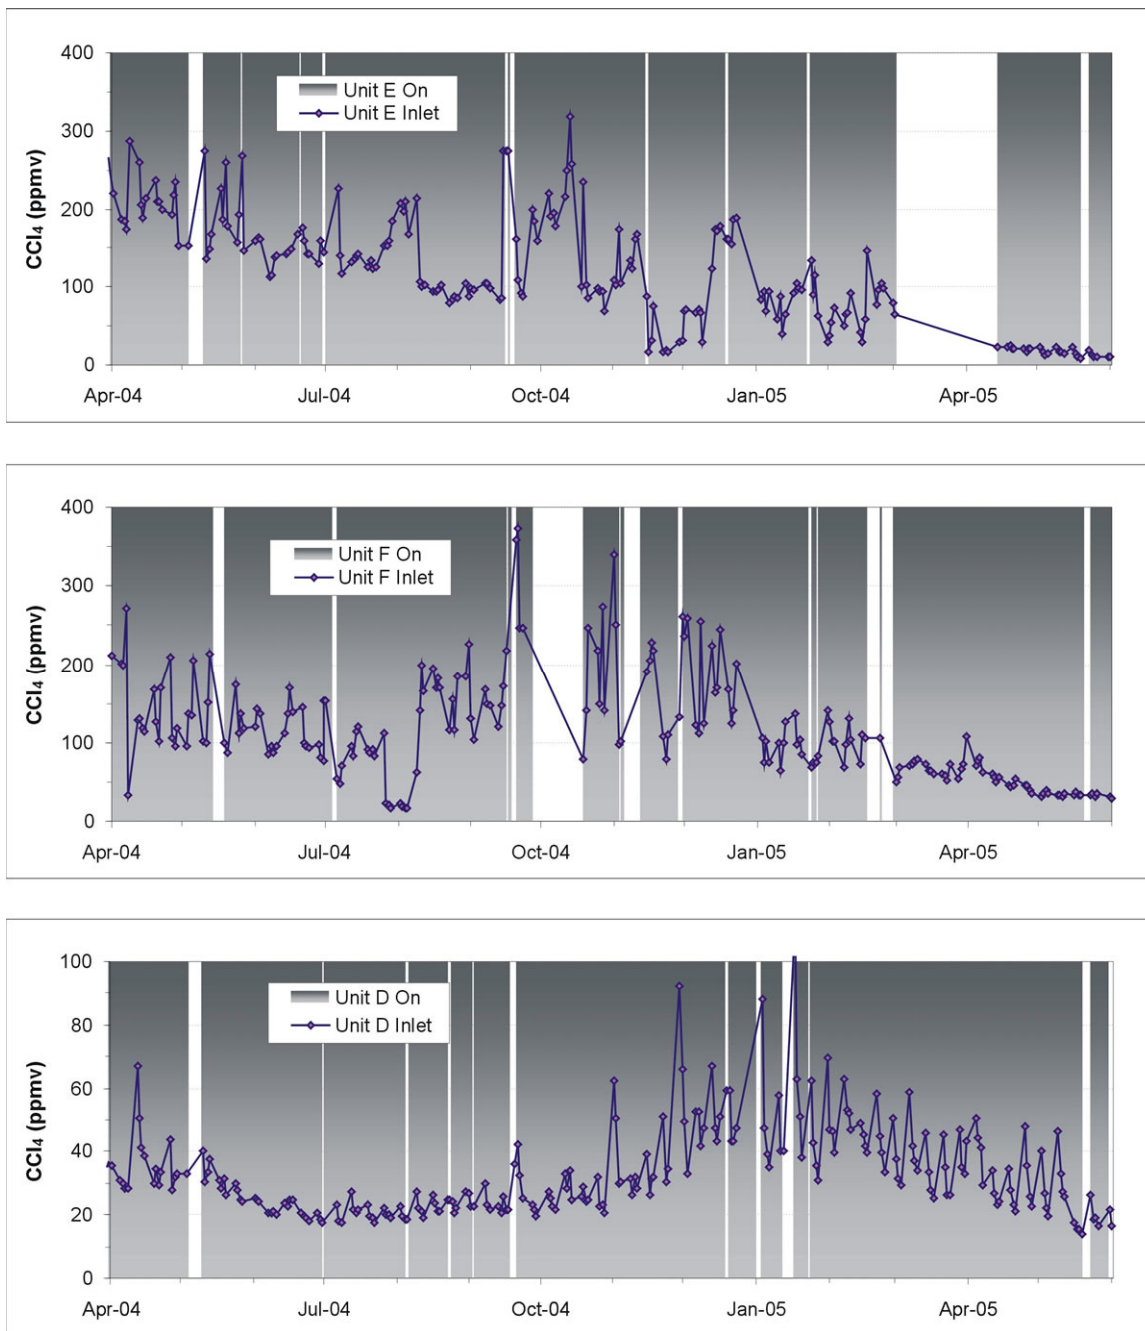 CCl₄ (ppmv)
400
300
200
100
0
Unit E On
Unit E Inlet
Apr-04 Jul-04 Oct-04 Jan-05 Apr-05
CCl₄ (ppmv)
400
300
200
100
0
Unit F On
Unit F Inlet
Apr-04 Jul-04 Oct-04 Jan-05 Apr-05
CCl₄ (ppmv)
100
80
60
40
20
0
Unit D On
Unit D Inlet
Apr-04 Jul-04 Oct-04 Jan-05 Apr-05